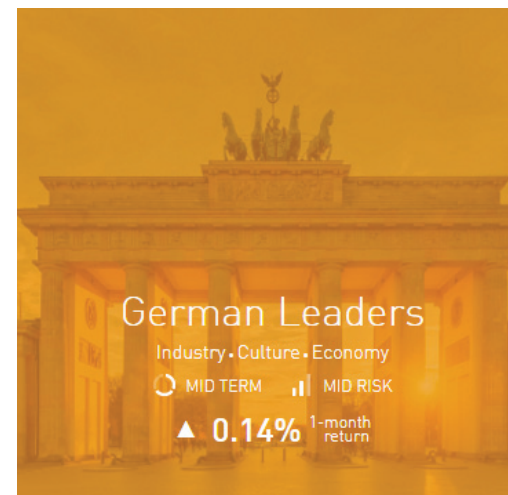 German Leaders
Industry • Culture • Economy
MID TERM MID RISK
▲ 0.14% 1-month return